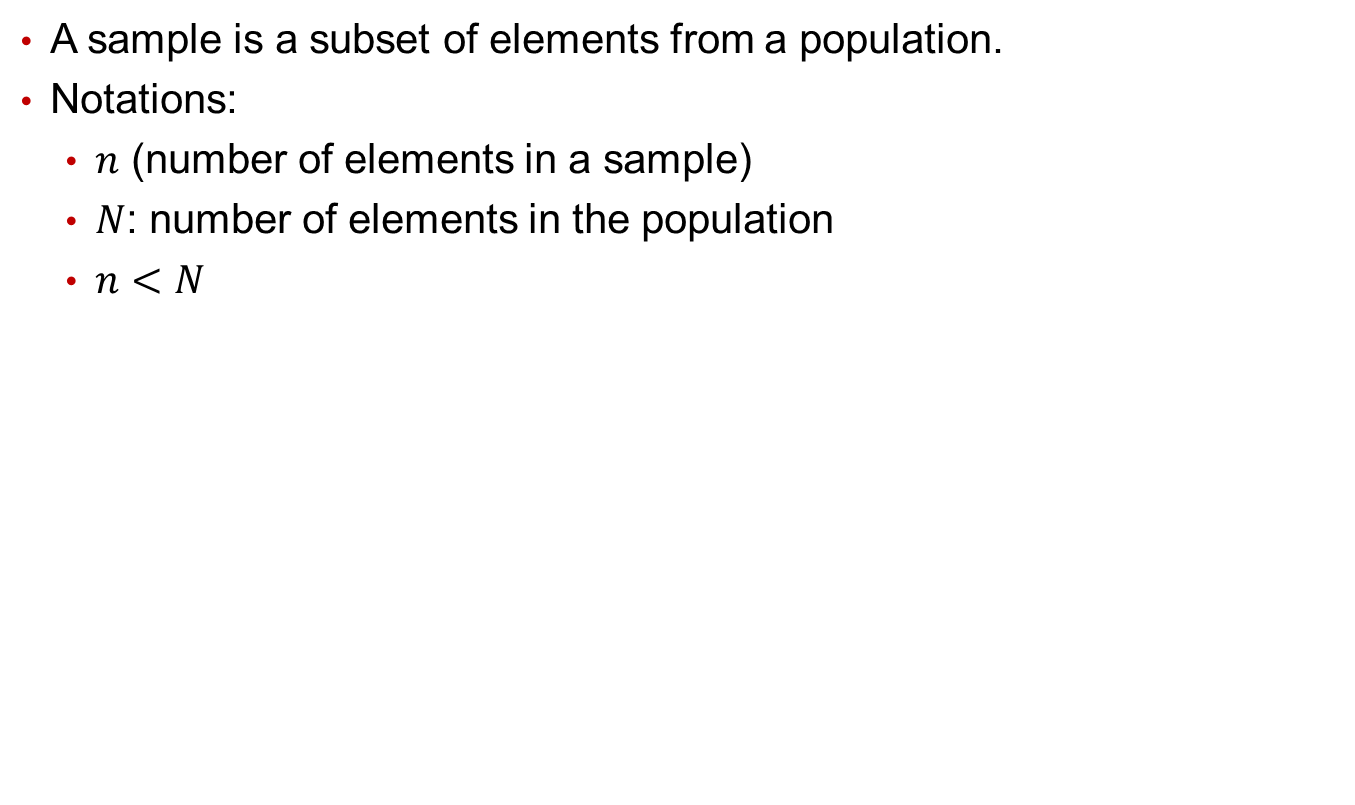 • A sample is a subset of elements from a population.
• Notations:
• n (number of elements in a sample)
• N: number of elements in the population
• n < N